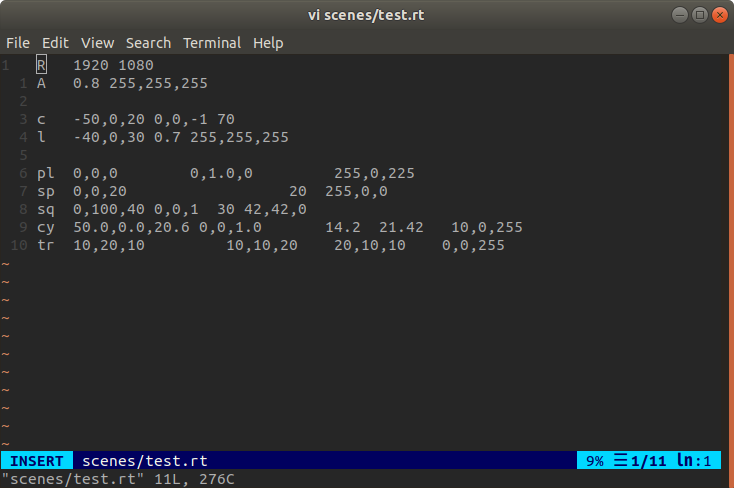 vi scenes/test.rt
File Edit View Search Terminal Help
1 R 1920 1080
1 A 0.8 255,255,255
2
3 c -50,0,20 0,0,-1 70
4 l -40,0,30 0.7 255,255,255
5
6 pl 0,0,0 0,1.0,0 255,0,225
7 sp 0,0,20 20 255,0,0
8 sq 0,100,40 0,0,1 30 42,42,0
9 cy 50.0,0.0,20.6 0,0,1.0 14.2 21.42 10,0,255
10 tr 10,20,10 10,10,20 20,10,10 0,0,255
~
~
~
~
~
~
~
~
~
~
~
INSERT scenes/test.rt 9% ☰ 1/11 ln:1
"scenes/test.rt" 11L, 276C